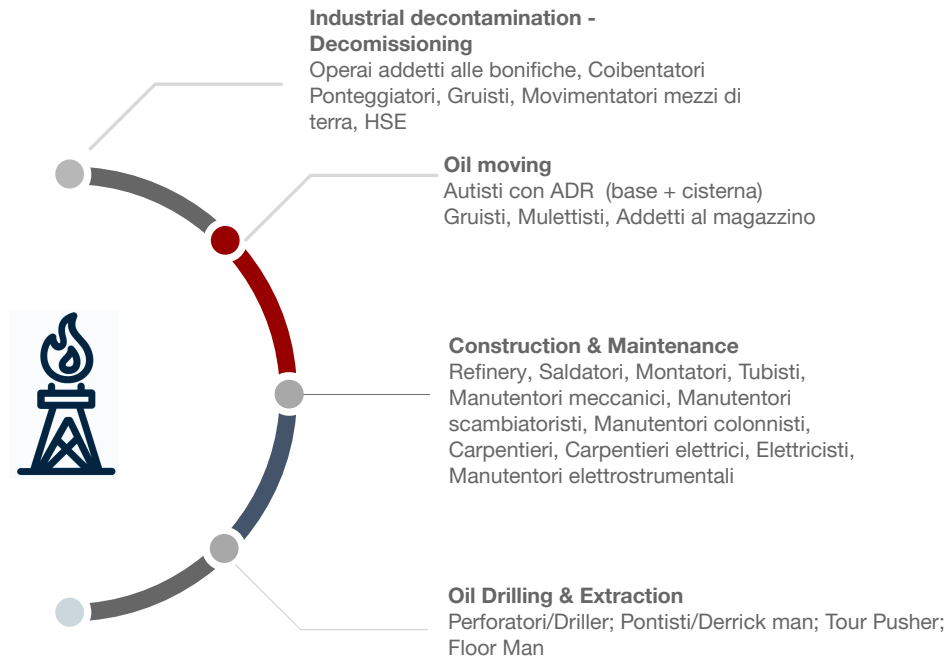 Industrial decontamination -
Decomissioning
Operai addetti alle bonifiche, Coibentatori
Ponteggiatori, Gruisti, Movimentatori mezzi di
terra, HSE
Oil moving
Autisti con ADR  (base + cisterna)
Gruisti, Mulettisti, Addetti al magazzino
Construction & Maintenance
Refinery, Saldatori, Montatori, Tubisti,
Manutentori meccanici, Manutentori
scambiatoristi, Manutentori colonnisti,
Carpentieri, Carpentieri elettrici, Elettricisti,
Manutentori elettrostrumentali
Oil Drilling & Extraction
Perforatori/Driller; Pontisti/Derrick man; Tour Pusher;
Floor Man